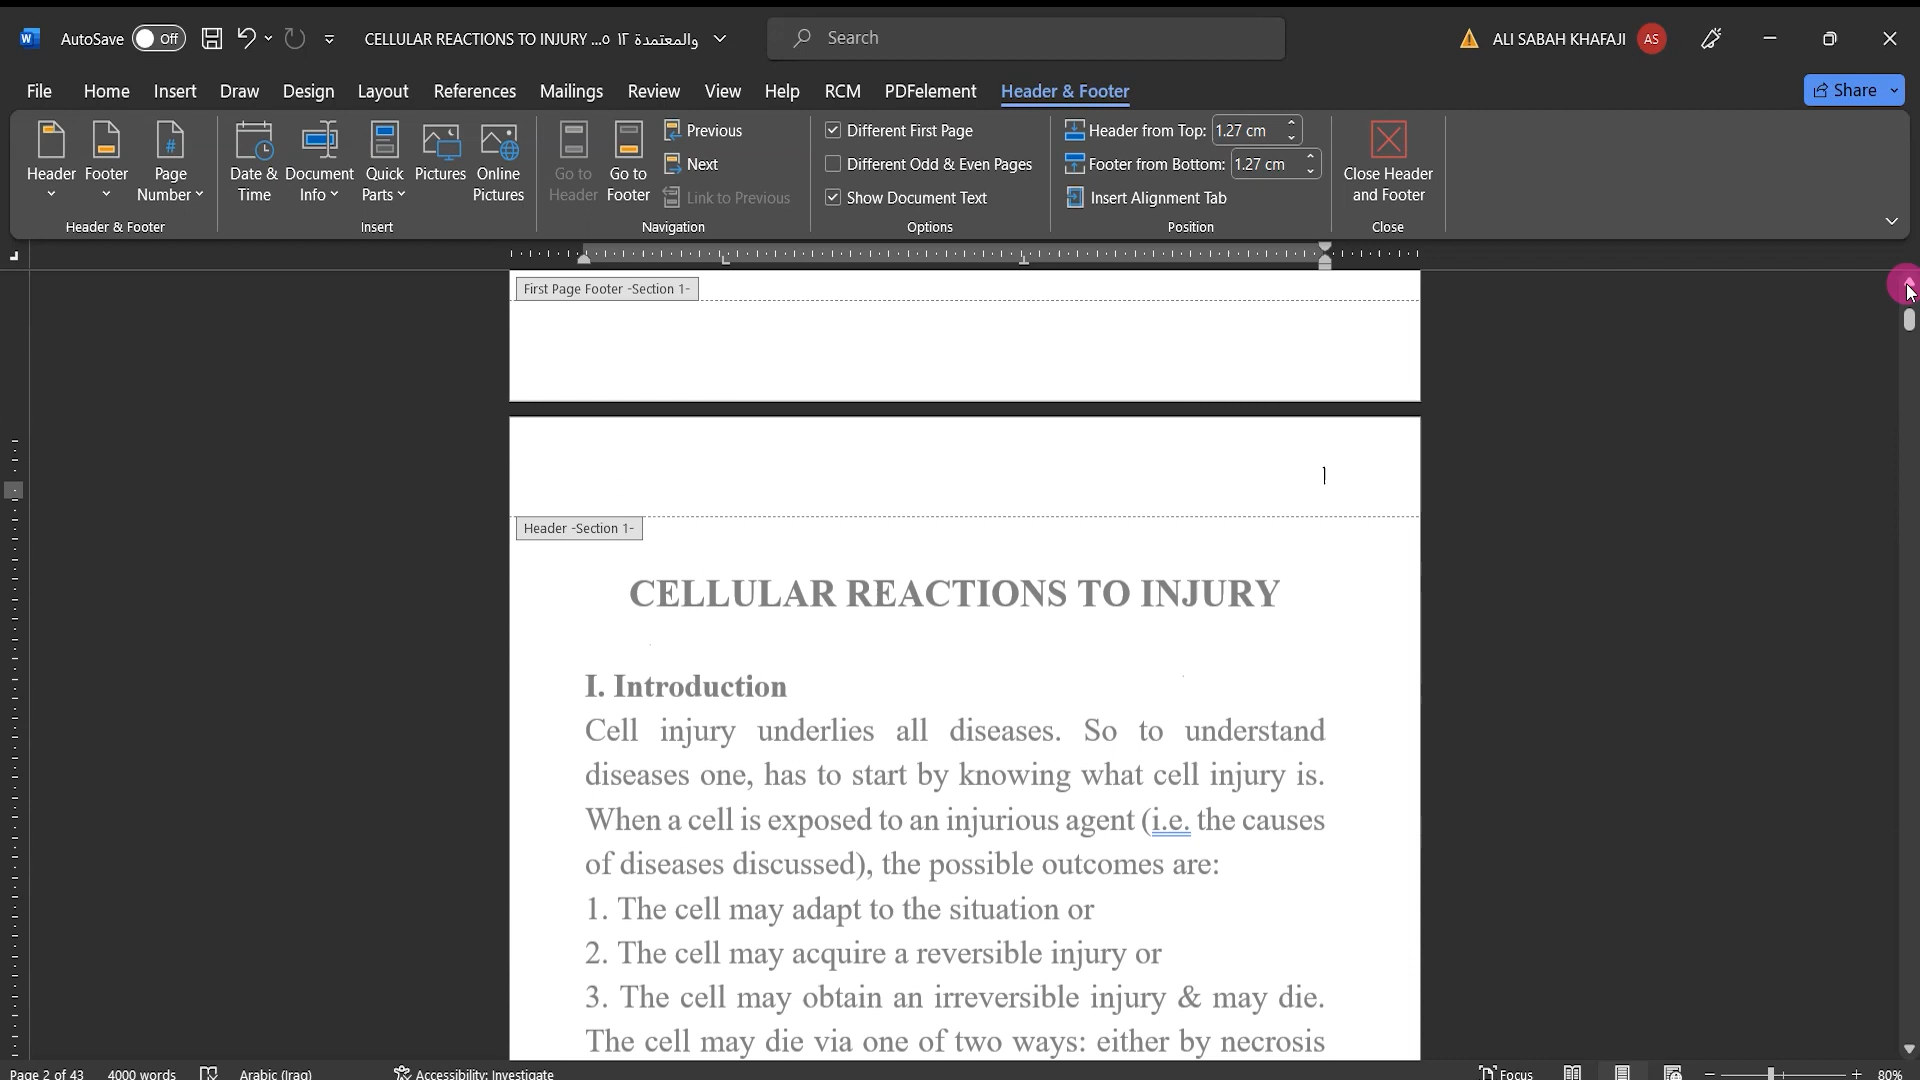 AutoSave Off
CELLULAR REACTIONS TO INJURY ...والمعتمدة ١٢ ٥
Search
ALI SABAH KHAFAJI AS
File Home Insert Draw Design Layout References Mailings Review View Help RCM PDFelement Header & Footer
Share
Header
Footer
Page Number
Header & Footer
Date & Time
Document Info
Quick Parts
Pictures
Online Pictures
Insert
Go to Header
Go to Footer
Previous
Next
Link to Previous
Navigation
Different First Page
Different Odd & Even Pages
Show Document Text
Options
Header from Top: 1.27 cm
Footer from Bottom: 1.27 cm
Insert Alignment Tab
Position
Close Header and Footer
Close
First Page Footer -Section 1-
Header -Section 1-
CELLULAR REACTIONS TO INJURY
I. Introduction
Cell injury underlies all diseases. So to understand
diseases one, has to start by knowing what cell injury is.
When a cell is exposed to an injurious agent (i.e. the causes
of diseases discussed), the possible outcomes are:
1. The cell may adapt to the situation or
2. The cell may acquire a reversible injury or
3. The cell may obtain an irreversible injury & may die.
The cell may die via one of two ways: either by necrosis
Page 2 of 43 4000 words Arabic (Iraq) Accessibility: Investigate Focus 80%